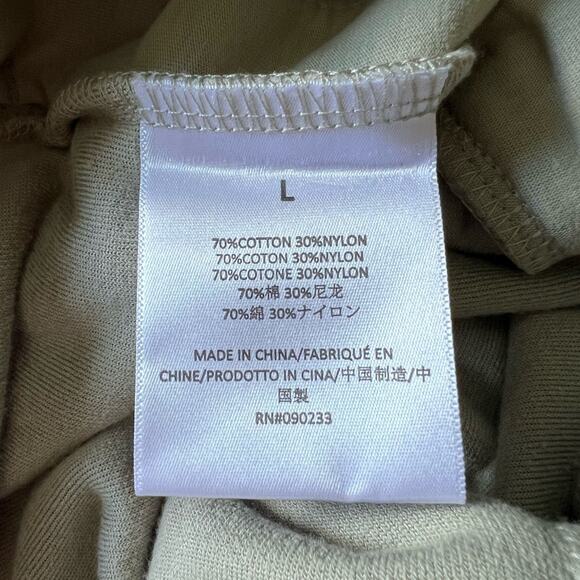 L
70%COTTON 30%NYLON
70%COTON 30%NYLON
70%COTONE 30%NYLON
70%棉 30%尼龙
70%綿 30%ナイロン
MADE IN CHINA/FABRIQUÉ EN
CHINE/PRODOTTO IN CINA/中国制造/中
国製
RN#090233